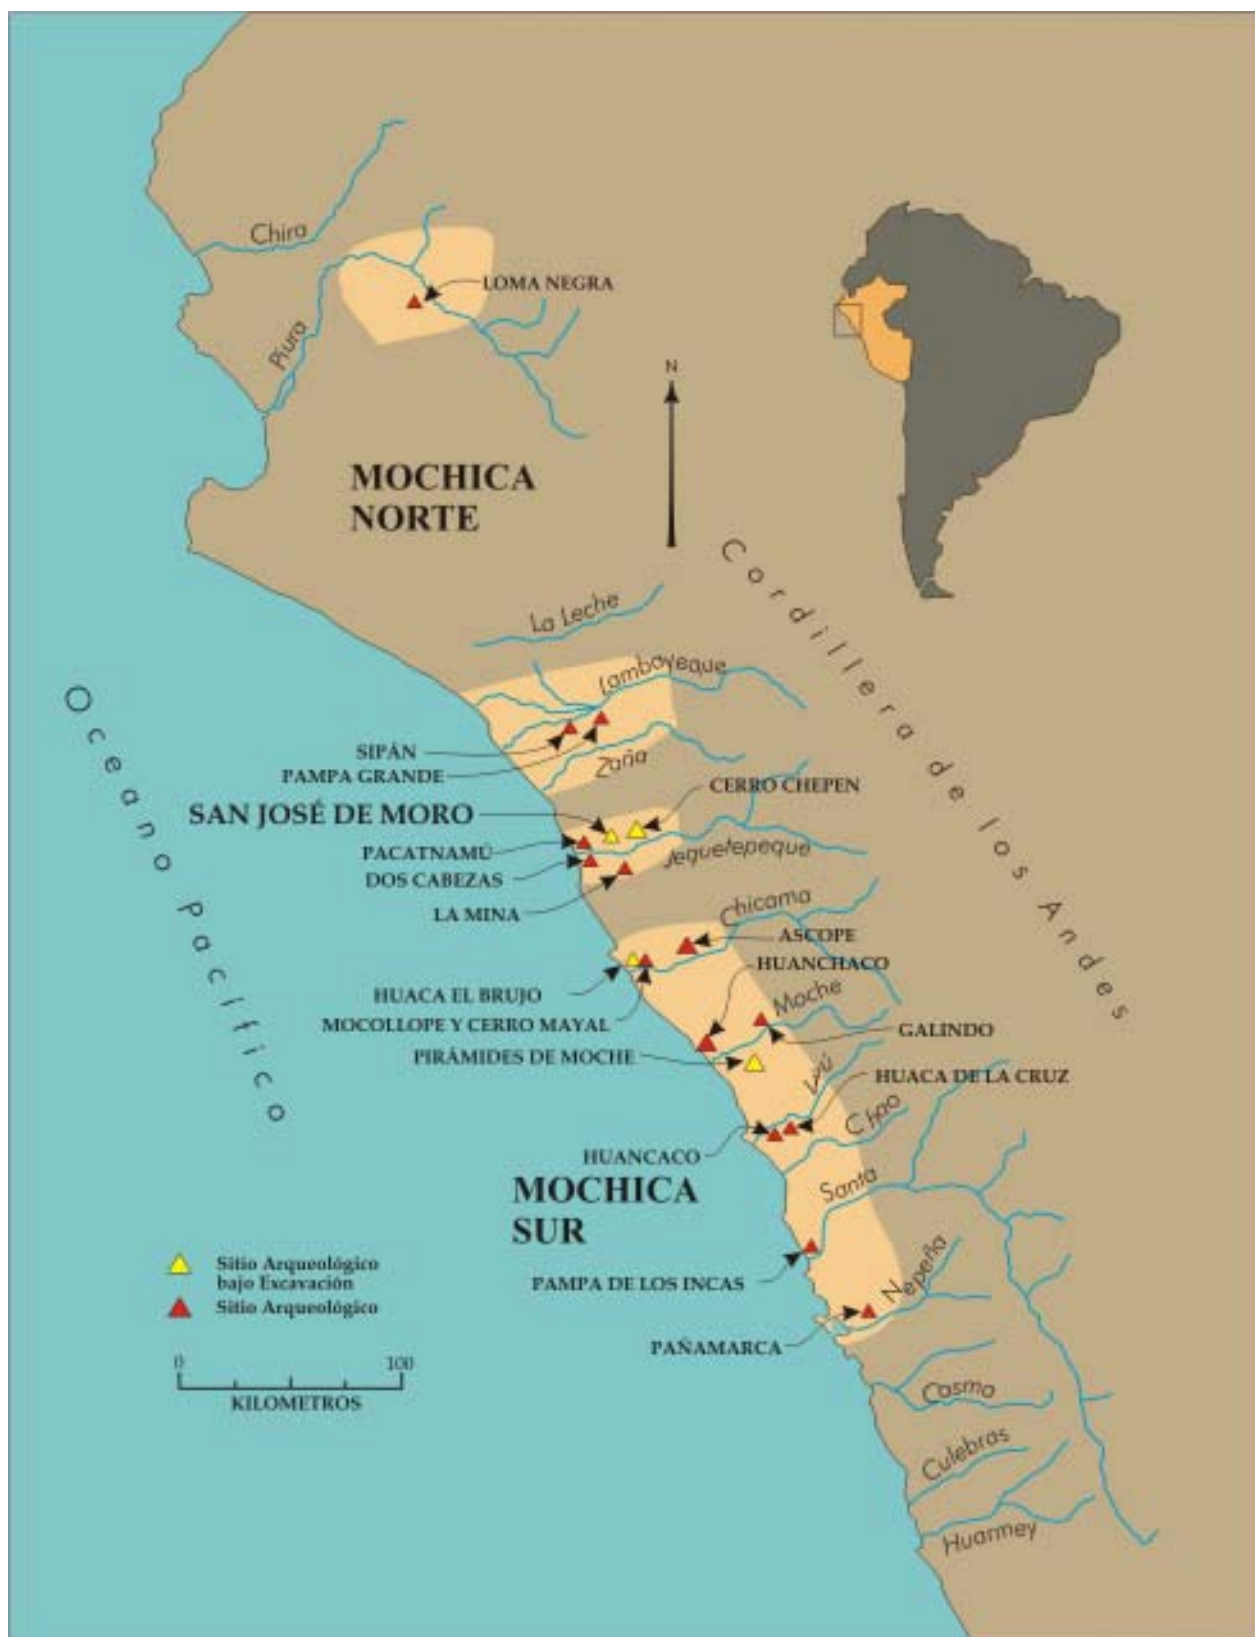 Chira
LOMA NEGRA
Piura
N
MOCHICA
NORTE
Cordillera de los Andes
La Leche
Lambayeque
Oceano Pacífico
SIPÁN
Zaña
PAMPA GRANDE
CERRO CHEPEN
SAN JOSÉ DE MORO
PACATNAMÚ
Jequetepeque
DOS CABEZAS
LA MINA
Chicama
ASCOPE
HUANCHACO
HUACA EL BRUJO
Moche
MOCOLLOPE Y CERRO MAYAL
GALINDO
PIRÁMIDES DE MOCHE
HUACA DE LA CRUZ
Chao
HUANCACO
Santa
MOCHICA
SUR
Nepeña
Sitio Arqueológico
bajo Excavación
PAMPA DE LOS INCAS
Sitio Arqueológico
PAÑAMARCA
0 100
KILOMETROS
Casma
Culebras
Huarmey